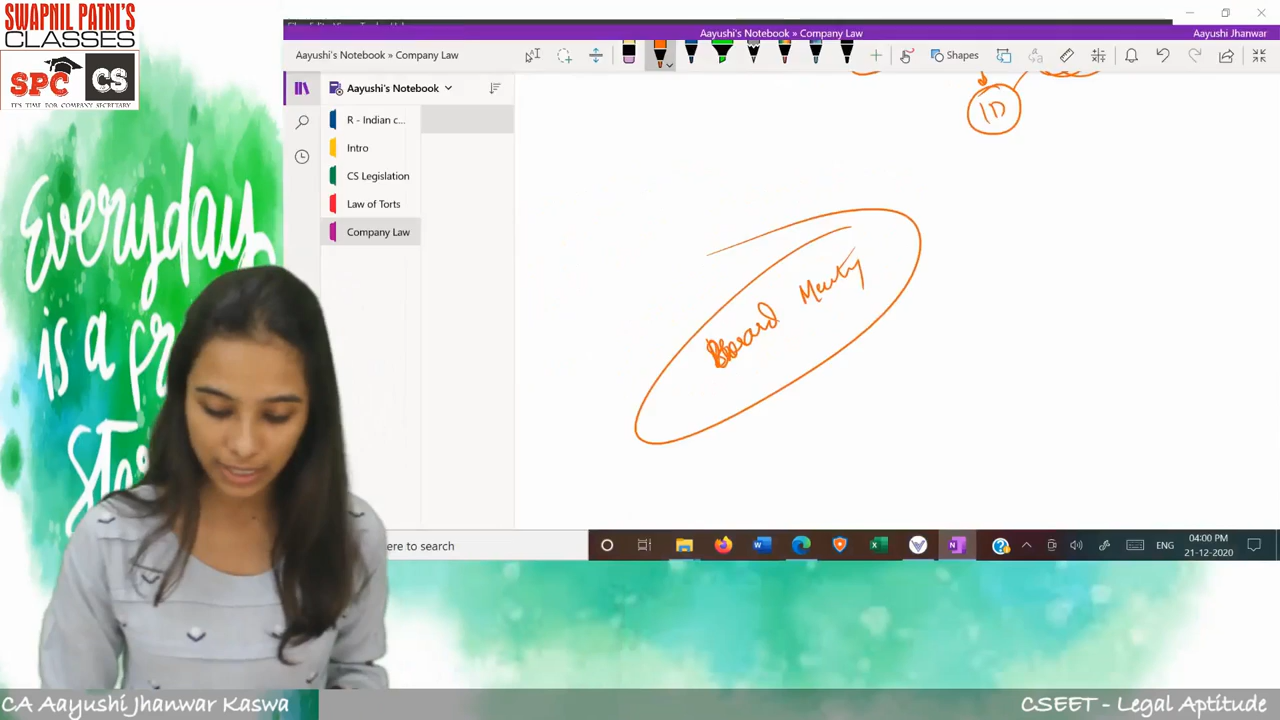 SWAPNIL PATNI'S
CLASSES
SPC CS
IT'S TIME FOR COMPANY SECRETARY
Everyday
is a
Aayushi's Notebook » Company Law
Aayushi Jhanwar
Aayushi's Notebook » Company Law
Shapes
Aayushi's Notebook
R - Indian c...
Intro
CS Legislation
Law of Torts
Company Law
ID
Board Meeting
ere to search
ENG
04:00 PM
21-12-2020
CA Aayushi Jhanwar Kaswa
CSEET - Legal Aptitude